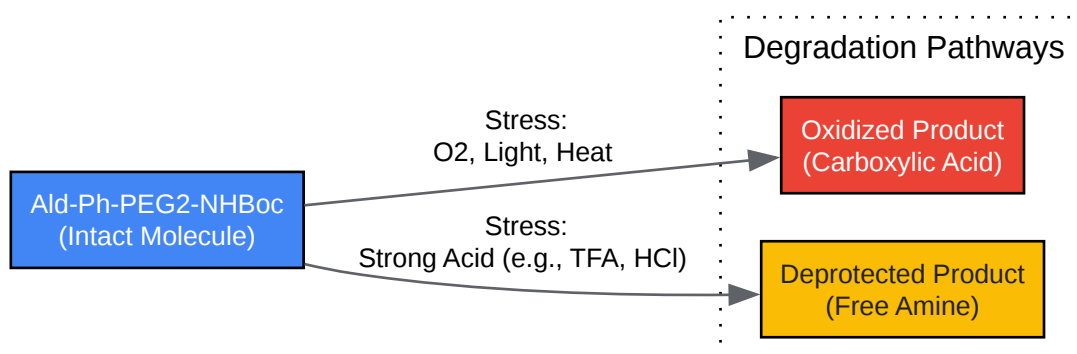 Degradation Pathways
Stress:
O2, Light, Heat
Oxidized Product
(Carboxylic Acid)
Ald-Ph-PEG2-NHBoc
(Intact Molecule)
Stress:
Strong Acid (e.g., TFA, HCl)
Deprotected Product
(Free Amine)